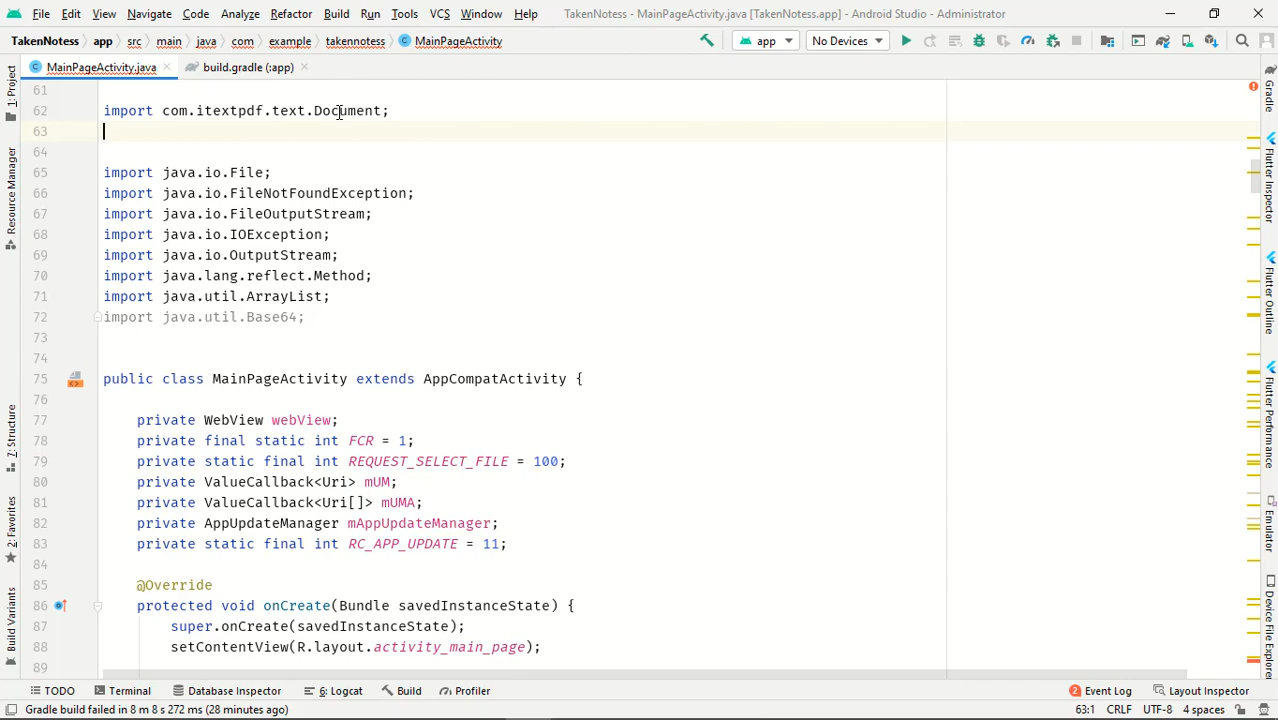 File Edit View Navigate Code Analyze Refactor Build Run Tools VCS Window Help TakenNotess - MainPageActivity.java [TakenNotess.app] - Android Studio - Administrator
TakenNotess app src main java com example takennotess MainPageActivity app No Devices
MainPageActivity.java build.gradle (:app)
61
62 import com.itextpdf.text.Document;
63
64
65 import java.io.File;
66 import java.io.FileNotFoundException;
67 import java.io.FileOutputStream;
68 import java.io.IOException;
69 import java.io.OutputStream;
70 import java.lang.reflect.Method;
71 import java.util.ArrayList;
72 import java.util.Base64;
73
74
75 public class MainPageActivity extends AppCompatActivity {
76
77 private WebView webView;
78 private final static int FCR = 1;
79 private static final int REQUEST_SELECT_FILE = 100;
80 private ValueCallback<Uri> mUM;
81 private ValueCallback<Uri[]> mUMA;
82 private AppUpdateManager mAppUpdateManager;
83 private static final int RC_APP_UPDATE = 11;
84
85 @Override
86 protected void onCreate(Bundle savedInstanceState) {
87 super.onCreate(savedInstanceState);
88 setContentView(R.layout.activity_main_page);
89
1: Project
Resource Manager
7: Structure
2: Favorites
Build Variants
Gradle
Flutter Inspector
Flutter Outline
Flutter Performance
Emulator
Device File Explorer
TODO Terminal Database Inspector 6: Logcat Build Profiler 2 Event Log Layout Inspector
Gradle build failed in 8 m 8 s 272 ms (28 minutes ago) 63:1 CRLF UTF-8 4 spaces